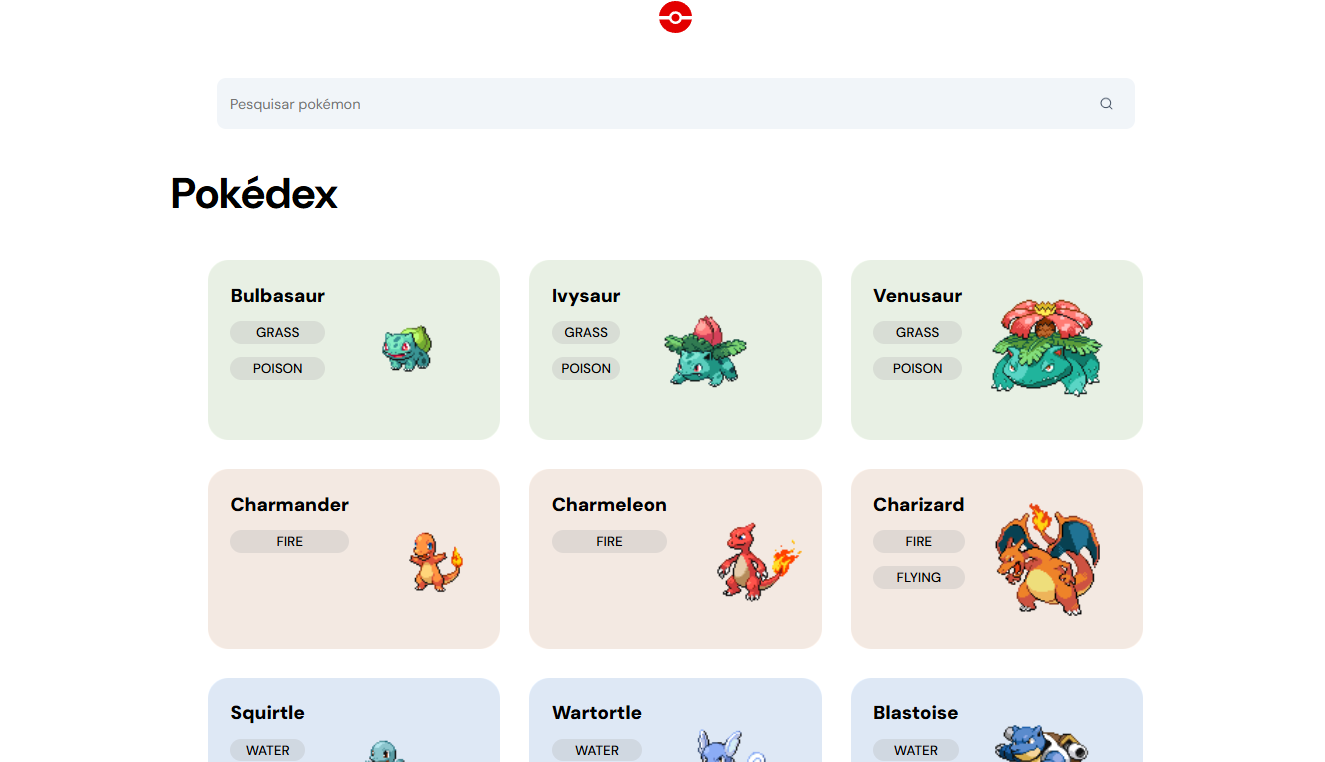 Pesquisar pokémon
Pokédex
Bulbasaur
GRASS
POISON
Ivysaur
GRASS
POISON
Venusaur
GRASS
POISON
Charmander
FIRE
Charmeleon
FIRE
Charizard
FIRE
FLYING
Squirtle
WATER
Wartortle
WATER
Blastoise
WATER